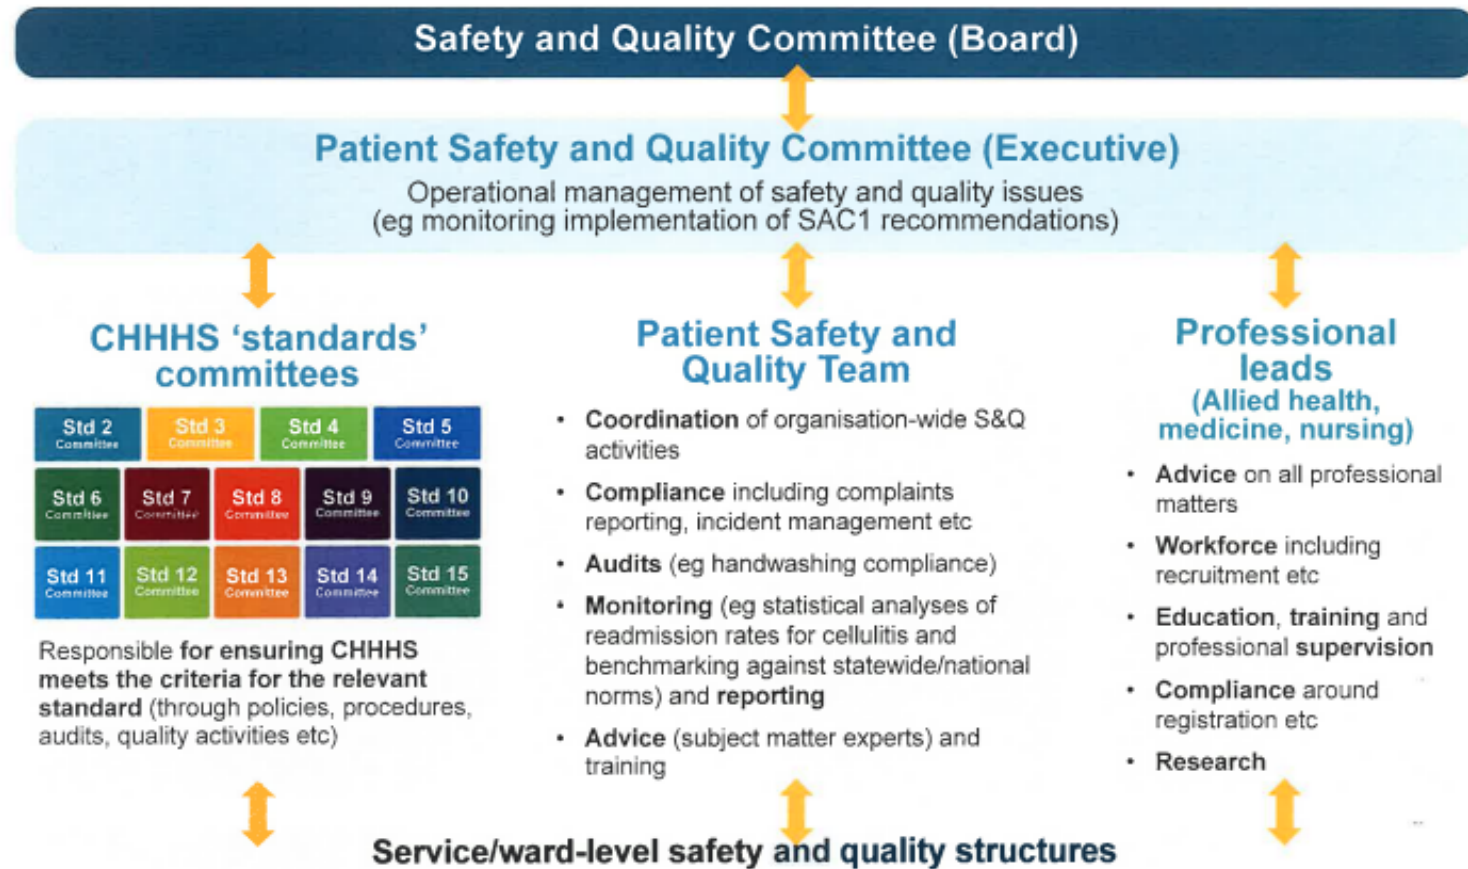 Safety and Quality Committee (Board)
Patient Safety and Quality Committee (Executive)
Operational management of safety and quality issues
(eg monitoring implementation of SAC1 recommendations)
CHHHS ‘standards’
committees
Std 2
Committee
Std 3
Committee
Std 4
Committee
Std 5
Committee
Std 6
Committee
Std 7
Committee
Std 8
Committee
Std 9
Committee
Std 10
Committee
Std 11
Committee
Std 12
Committee
Std 13
Committee
Std 14
Committee
Std 15
Committee
Responsible for ensuring CHHHS
meets the criteria for the relevant
standard (through policies, procedures,
audits, quality activities etc)
Patient Safety and
Quality Team
• Coordination of organisation-wide S&Q
activities
• Compliance including complaints
reporting, incident management etc
• Audits (eg handwashing compliance)
• Monitoring (eg statistical analyses of
readmission rates for cellulitis and
benchmarking against statewide/national
norms) and reporting
• Advice (subject matter experts) and
training
Professional
leads
(Allied health,
medicine, nursing)
• Advice on all professional
matters
• Workforce including
recruitment etc
• Education, training and
professional supervision
• Compliance around
registration etc
• Research
Service/ward-level safety and quality structures